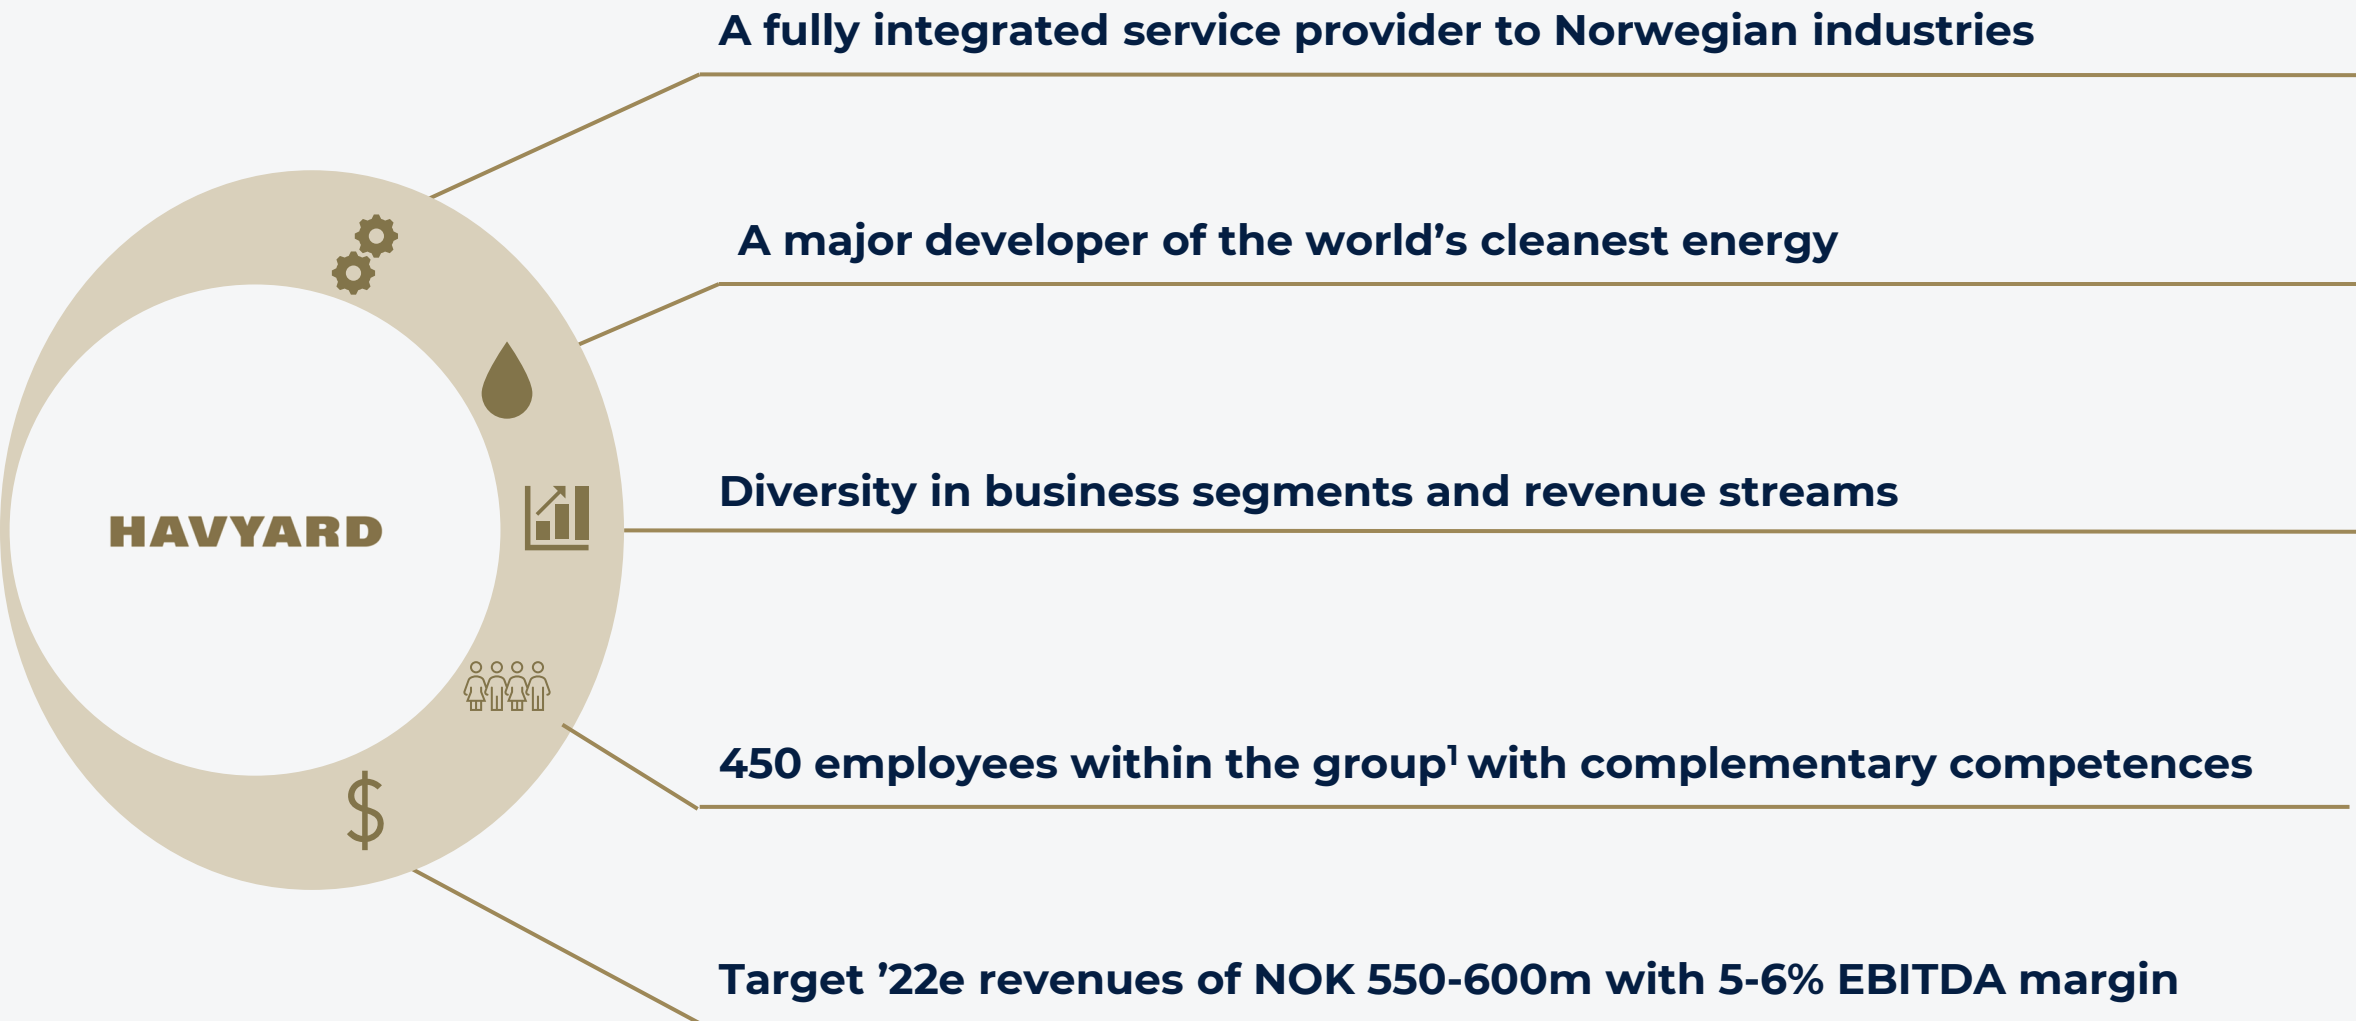 A fully integrated service provider to Norwegian industries
A major developer of the world’s cleanest energy
Diversity in business segments and revenue streams
HAVYARD
450 employees within the group¹ with complementary competences
Target ’22e revenues of NOK 550-600m with 5-6% EBITDA margin